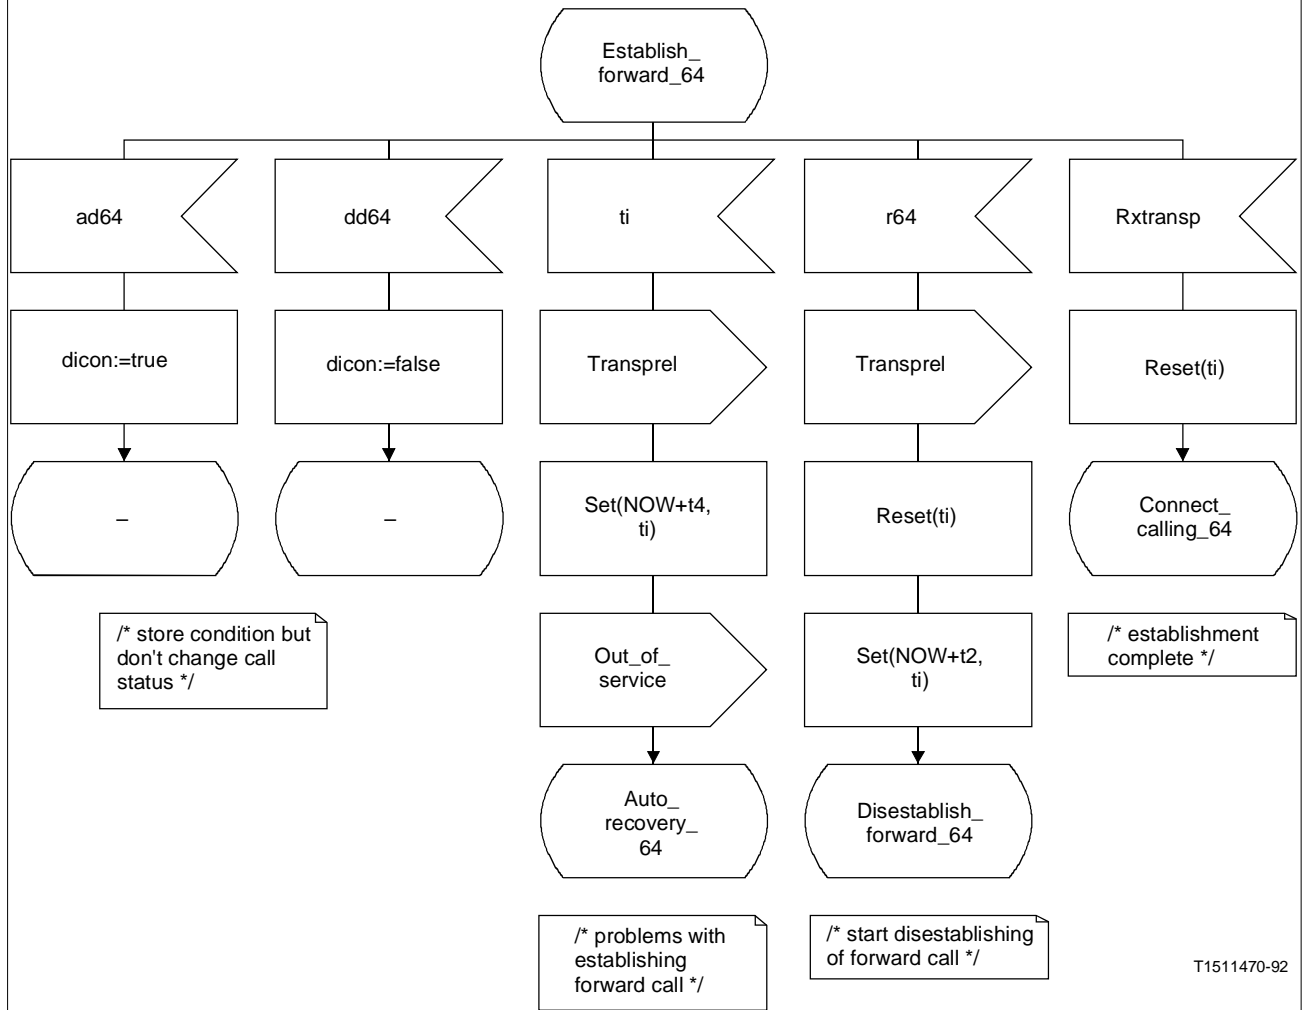 Establish_
forward_64
ad64
dd64
ti
r64
Rxtransp
dicon:=true
dicon:=false
Transprel
Transprel
Reset(ti)
_
_
Set(NOW+t4,
ti)
Reset(ti)
Connect_
calling_64
/* store condition but
don't change call
status */
Out_of_
service
Set(NOW+t2,
ti)
/* establishment
complete */
Auto_
recovery_
64
Disestablish_
forward_64
/* problems with
establishing
forward call */
/* start disestablishing
of forward call */
T1511470-92